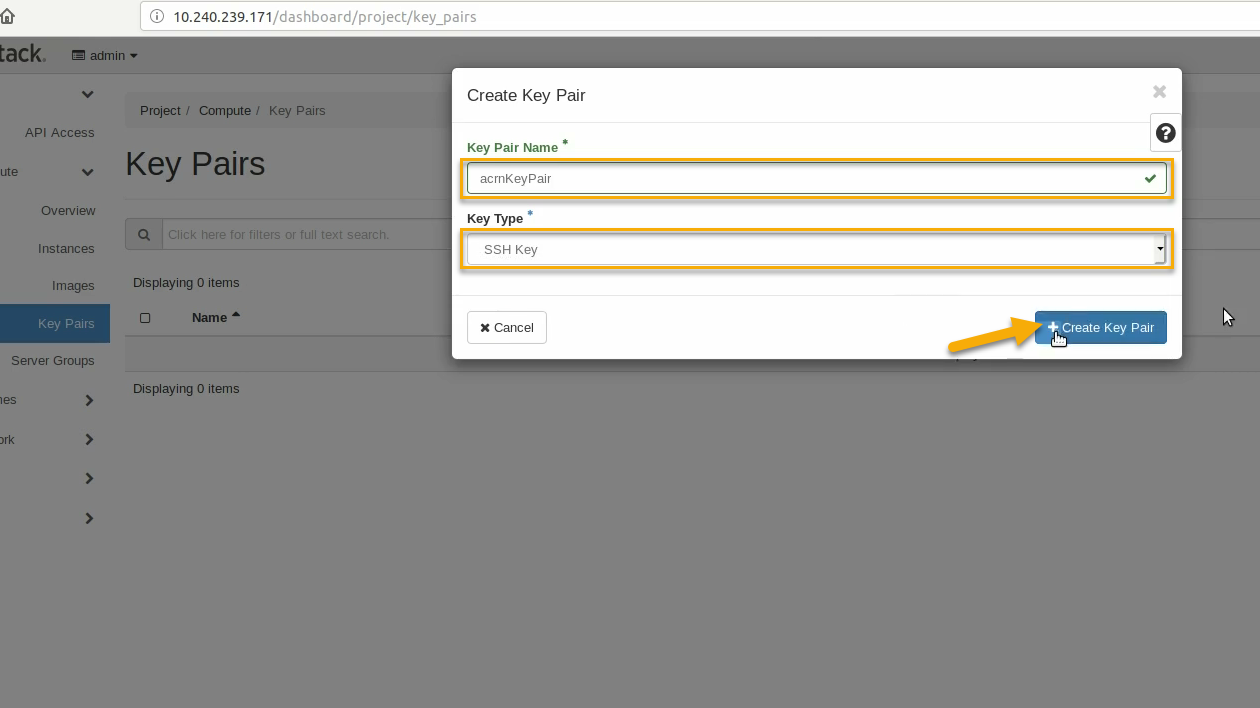 10.240.239.171/dashboard/project/key_pairs
tack.
admin
Create Key Pair
API Access
Project / Compute / Key Pairs
Key Pair Name *
Key Pairs
acrnKeyPair
ute
Overview
Key Type *
Click here for filters or full text search.
Instances
SSH Key
Images
Displaying 0 items
Key Pairs
Name
Cancel
Create Key Pair
Server Groups
Displaying 0 items
nes
ork